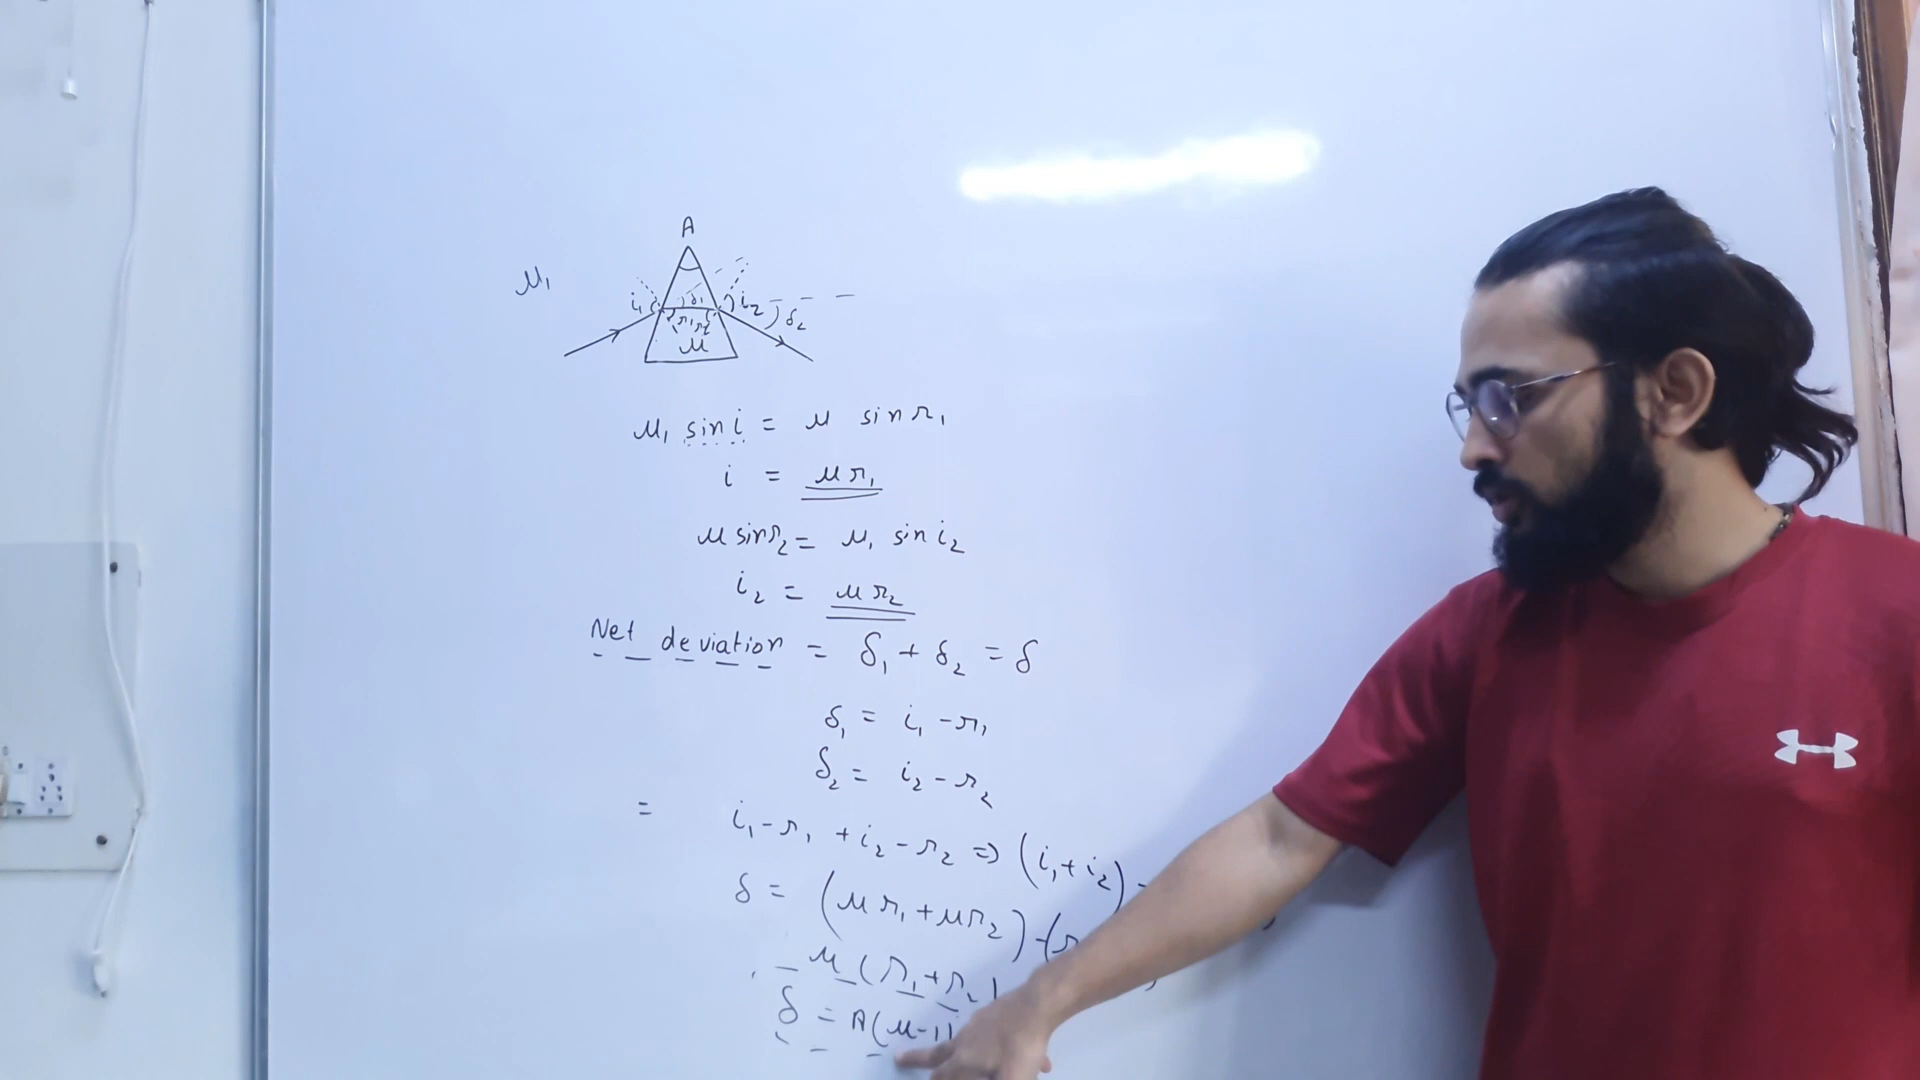 A
μ₁
i₁ δ₁ i₂ δ₂
r₁ r₂
μ
μ₁ sin i = μ sin r₁
i = μ r₁
μ sin r₂ = μ₁ sin i₂
i₂ = μ r₂
Net deviation = δ₁ + δ₂ = δ
δ₁ = i₁ - r₁
δ₂ = i₂ - r₂
= i₁ - r₁ + i₂ - r₂ => (i₁ + i₂) -
δ = (μ r₁ + μ r₂) - (r
μ (r₁ + r₂)
δ = A(μ-1)